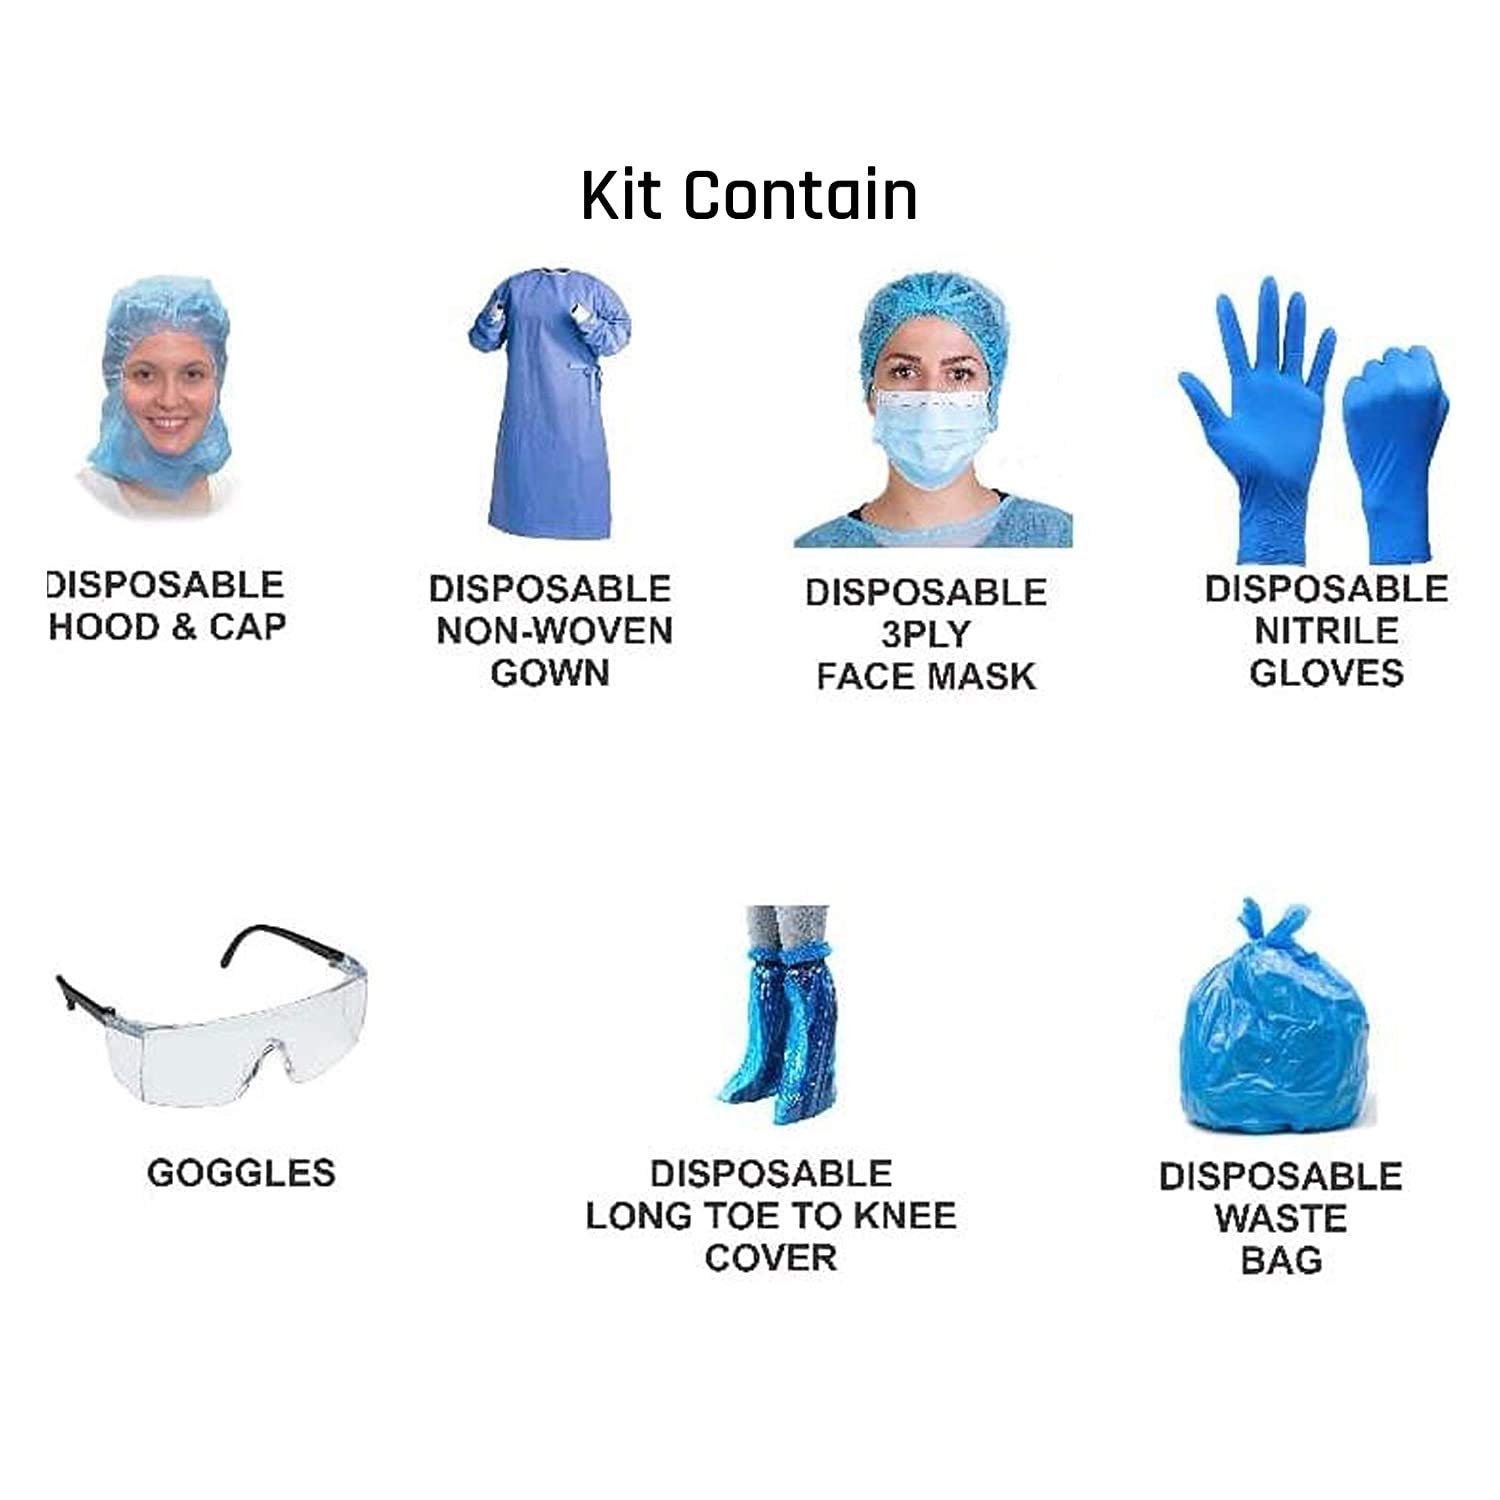 Kit Contain
DISPOSABLE
HOOD & CAP
DISPOSABLE
NON-WOVEN
GOWN
DISPOSABLE
3PLY
FACE MASK
DISPOSABLE
NITRILE
GLOVES
GOGGLES
DISPOSABLE
LONG TOE TO KNEE
COVER
DISPOSABLE
WASTE
BAG